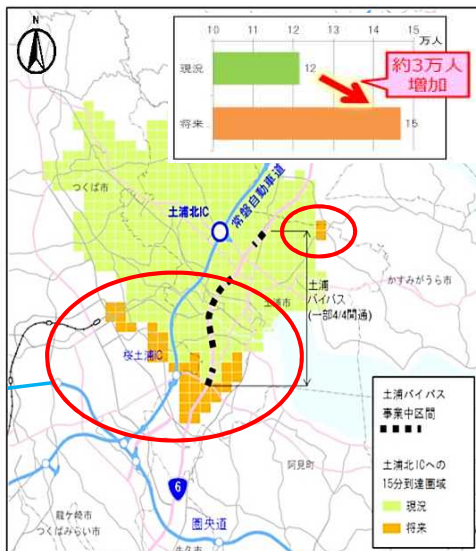 N
10 11 12 13 14 15
万人
現況
12
約3万人
増加
将来
15
つくば市
常磐自動車道
土浦北IC
かすみがうら市
土浦市
土浦
バイパス
(一部4/4開通)
桜土浦IC
土浦バイパス
事業中区間
土浦北ICへの
15分到達圏域
現況
将来
阿見町
6
龍ケ崎市
つくばみらい市
圏央道
牛久市